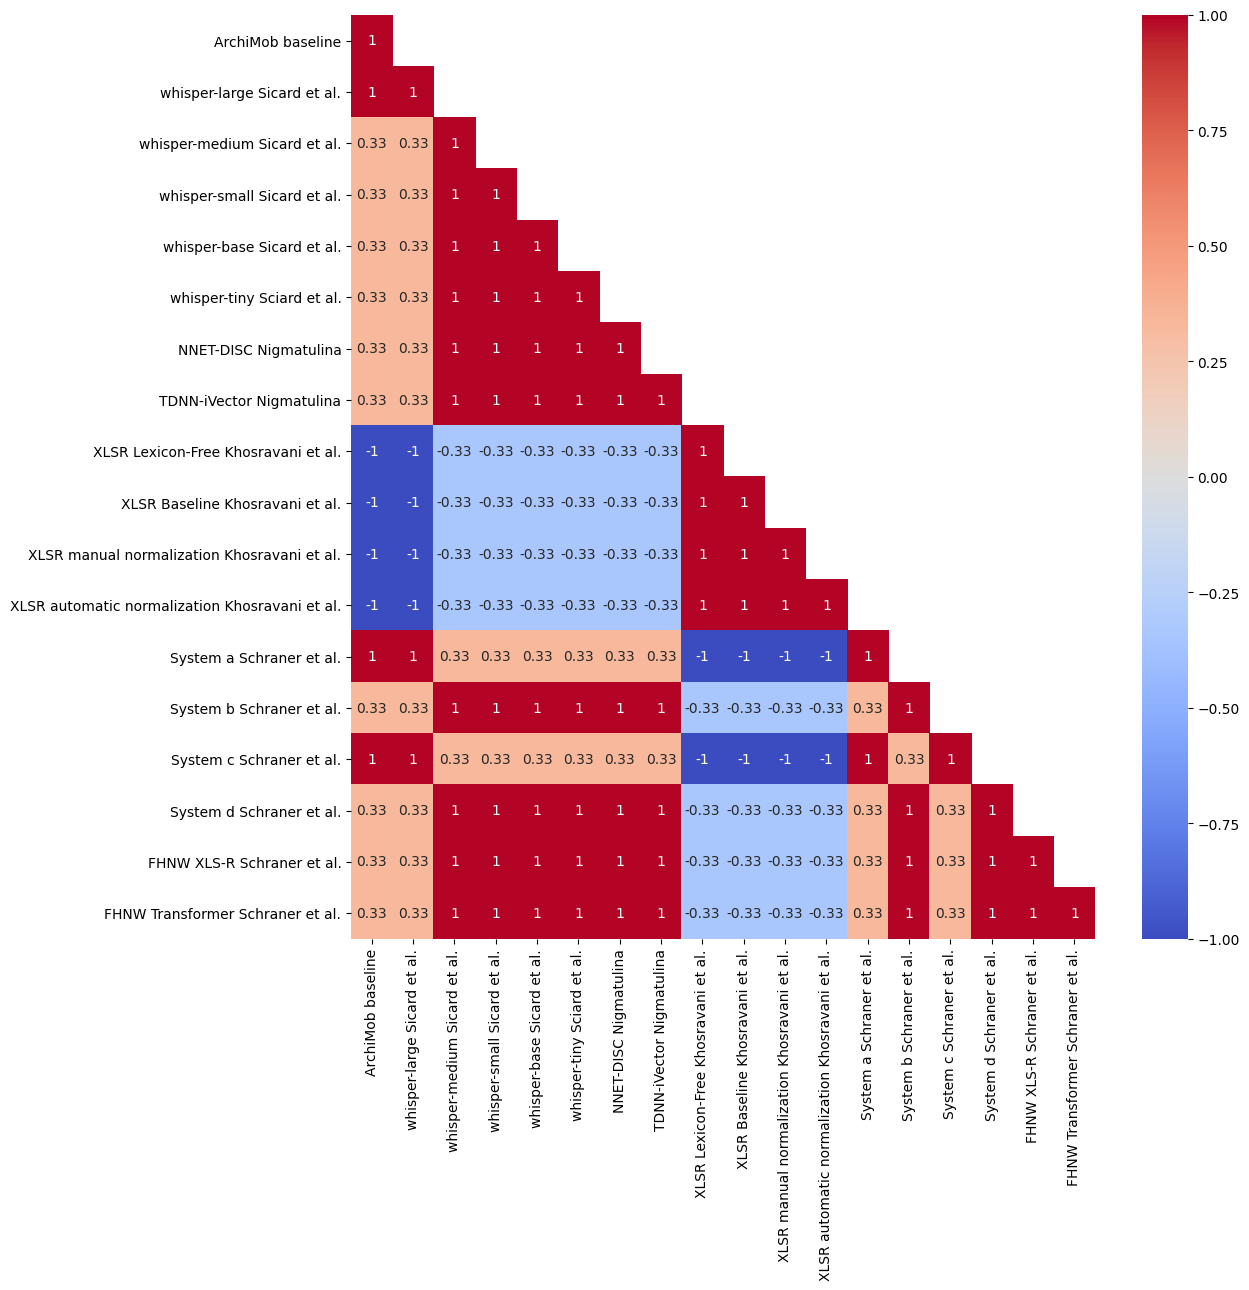 1.00
ArchiMob baseline 1
whisper-large Sicard et al. 1 1
0.75
whisper-medium Sicard et al. 0.33 0.33 1
whisper-small Sicard et al. 0.33 0.33 1 1
0.50
whisper-base Sicard et al. 0.33 0.33 1 1 1
whisper-tiny Sciard et al. 0.33 0.33 1 1 1 1
NNET-DISC Nigmatulina 0.33 0.33 1 1 1 1 1
0.25
TDNN-iVector Nigmatulina 0.33 0.33 1 1 1 1 1 1
XLSR Lexicon-Free Khosravani et al. -1 -1 -0.33 -0.33 -0.33 -0.33 -0.33 -0.33 1
0.00
XLSR Baseline Khosravani et al. -1 -1 -0.33 -0.33 -0.33 -0.33 -0.33 -0.33 1 1
XLSR manual normalization Khosravani et al. -1 -1 -0.33 -0.33 -0.33 -0.33 -0.33 -0.33 1 1 1
−0.25
XLSR automatic normalization Khosravani et al. -1 -1 -0.33 -0.33 -0.33 -0.33 -0.33 -0.33 1 1 1 1
System a Schraner et al. 1 1 0.33 0.33 0.33 0.33 0.33 0.33 -1 -1 -1 -1 1
System b Schraner et al. 0.33 0.33 1 1 1 1 1 1 -0.33 -0.33 -0.33 -0.33 0.33 1
−0.50
System c Schraner et al. 1 1 0.33 0.33 0.33 0.33 0.33 0.33 -1 -1 -1 -1 1 0.33 1
System d Schraner et al. 0.33 0.33 1 1 1 1 1 1 -0.33 -0.33 -0.33 -0.33 0.33 1 0.33 1
−0.75
FHNW XLS-R Schraner et al. 0.33 0.33 1 1 1 1 1 1 -0.33 -0.33 -0.33 -0.33 0.33 1 0.33 1 1
FHNW Transformer Schraner et al. 0.33 0.33 1 1 1 1 1 1 -0.33 -0.33 -0.33 -0.33 0.33 1 0.33 1 1 1
−1.00
ArchiMob baseline
whisper-large Sicard et al.
whisper-medium Sicard et al.
whisper-small Sicard et al.
whisper-base Sicard et al.
whisper-tiny Sciard et al.
NNET-DISC Nigmatulina
TDNN-iVector Nigmatulina
XLSR Lexicon-Free Khosravani et al.
XLSR Baseline Khosravani et al.
XLSR manual normalization Khosravani et al.
XLSR automatic normalization Khosravani et al.
System a Schraner et al.
System b Schraner et al.
System c Schraner et al.
System d Schraner et al.
FHNW XLS-R Schraner et al.
FHNW Transformer Schraner et al.